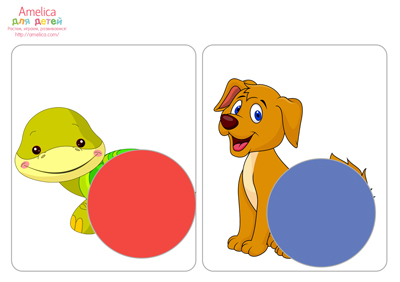 Amelica
для детей
Растем, играем, развиваемся!
http://amelica.com/